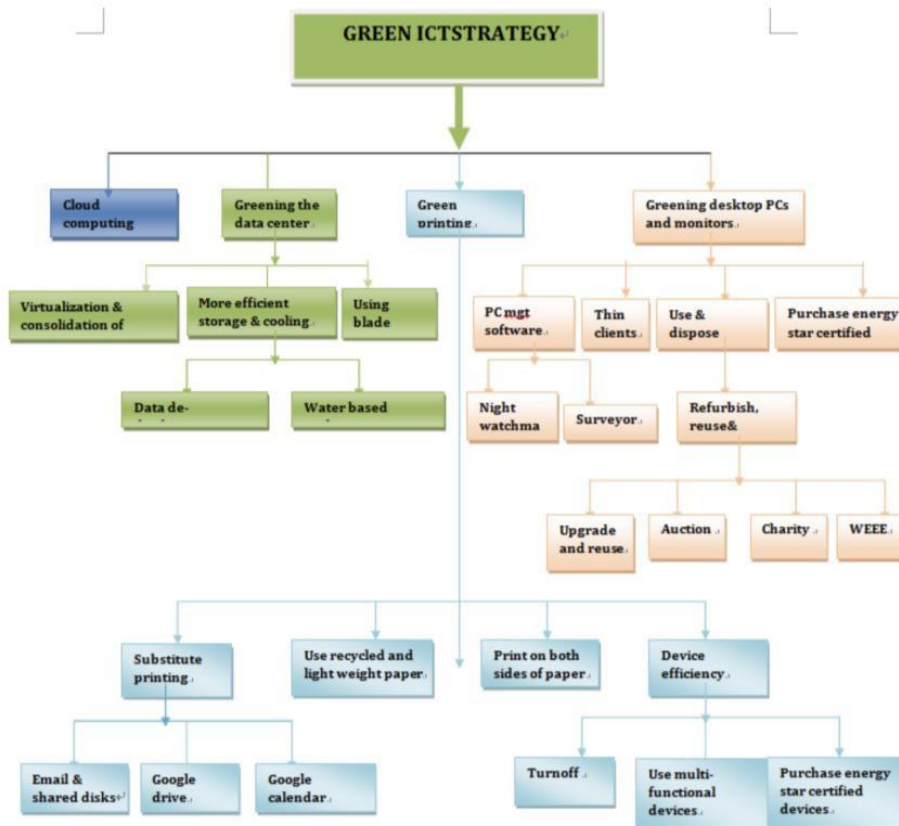 GREEN ICTSTRATEGY
Cloud
computing
Greening the
data center
Green
printing
Greening desktop PCs
and monitors
Virtualization &
consolidation of
More efficient
storage & cooling
Using
blade
PC mgt
software
Thin
clients
Use &
dispose
Purchase energy
star certified
Data de-
Water based
Night
watchma
Surveyor
Refurbish,
reuse&
Upgrade
and reuse
Auction
Charity
WEEE
Substitute
printing
Use recycled and
light weight paper
Print on both
sides of paper
Device
efficiency
Email &
shared disks
Google
drive
Google
calendar
Turnoff
Use multi-
functional
devices
Purchase energy
star certified
devices